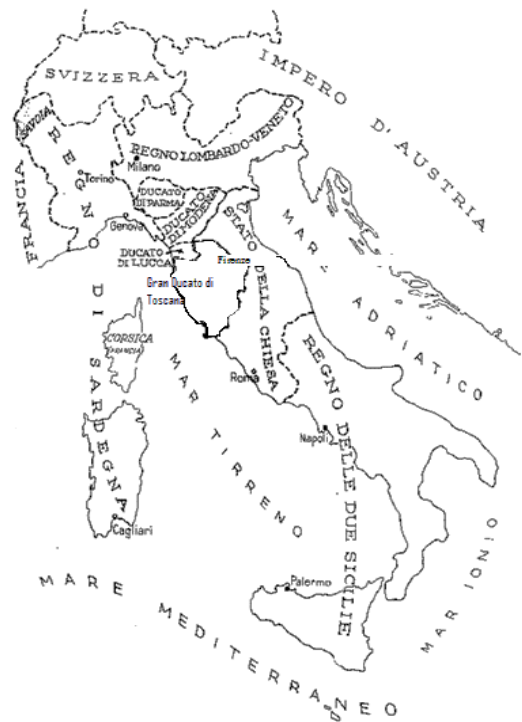 SVIZZERA
IMPERO D'AUSTRIA
SAVOIA
REGNO DI SARDEGNA
FRANCIA
REGNO LOMBARDO-VENETO
Milano
Torino
DUCATO
DI PARMA
DUCATO
DI MODENA
Genova
DUCATO
DI LUCCA
Firenze
Gran Ducato di
Toscana
STATO DELLA CHIESA
MAR ADRIATICO
CORSICA
Roma
REGNO DELLE DUE SICILIE
Napoli
MAR TIRRENO
Cagliari
Palermo
MAR IONIO
MARE MEDITERRANEO